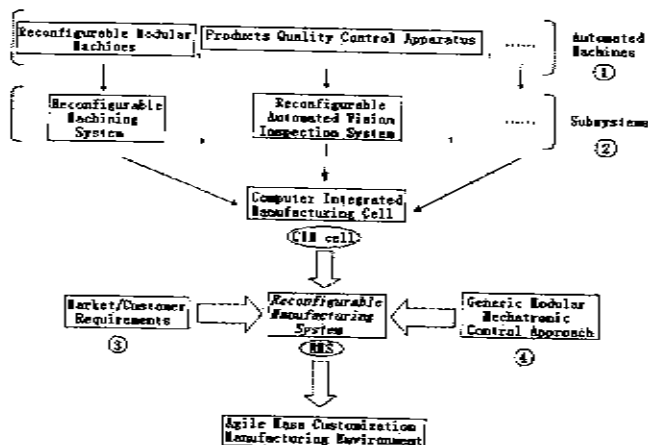 Reconfigurable Modular
Machines
Products Quality Control Apparatus
Automated
Machines
①
Reconfigurable
Machining
System
Reconfigurable
Automated Vision
Inspection System
Subsystems
②
Computer Integrated
Manufacturing Cell
CIM cell
Market/Customer
Requirements
③
Reconfigurable
Manufacturing
System
RMS
Generic Modular
Mechatronic
Control Approach
④
Agile Mass Customization
Manufacturing Environment